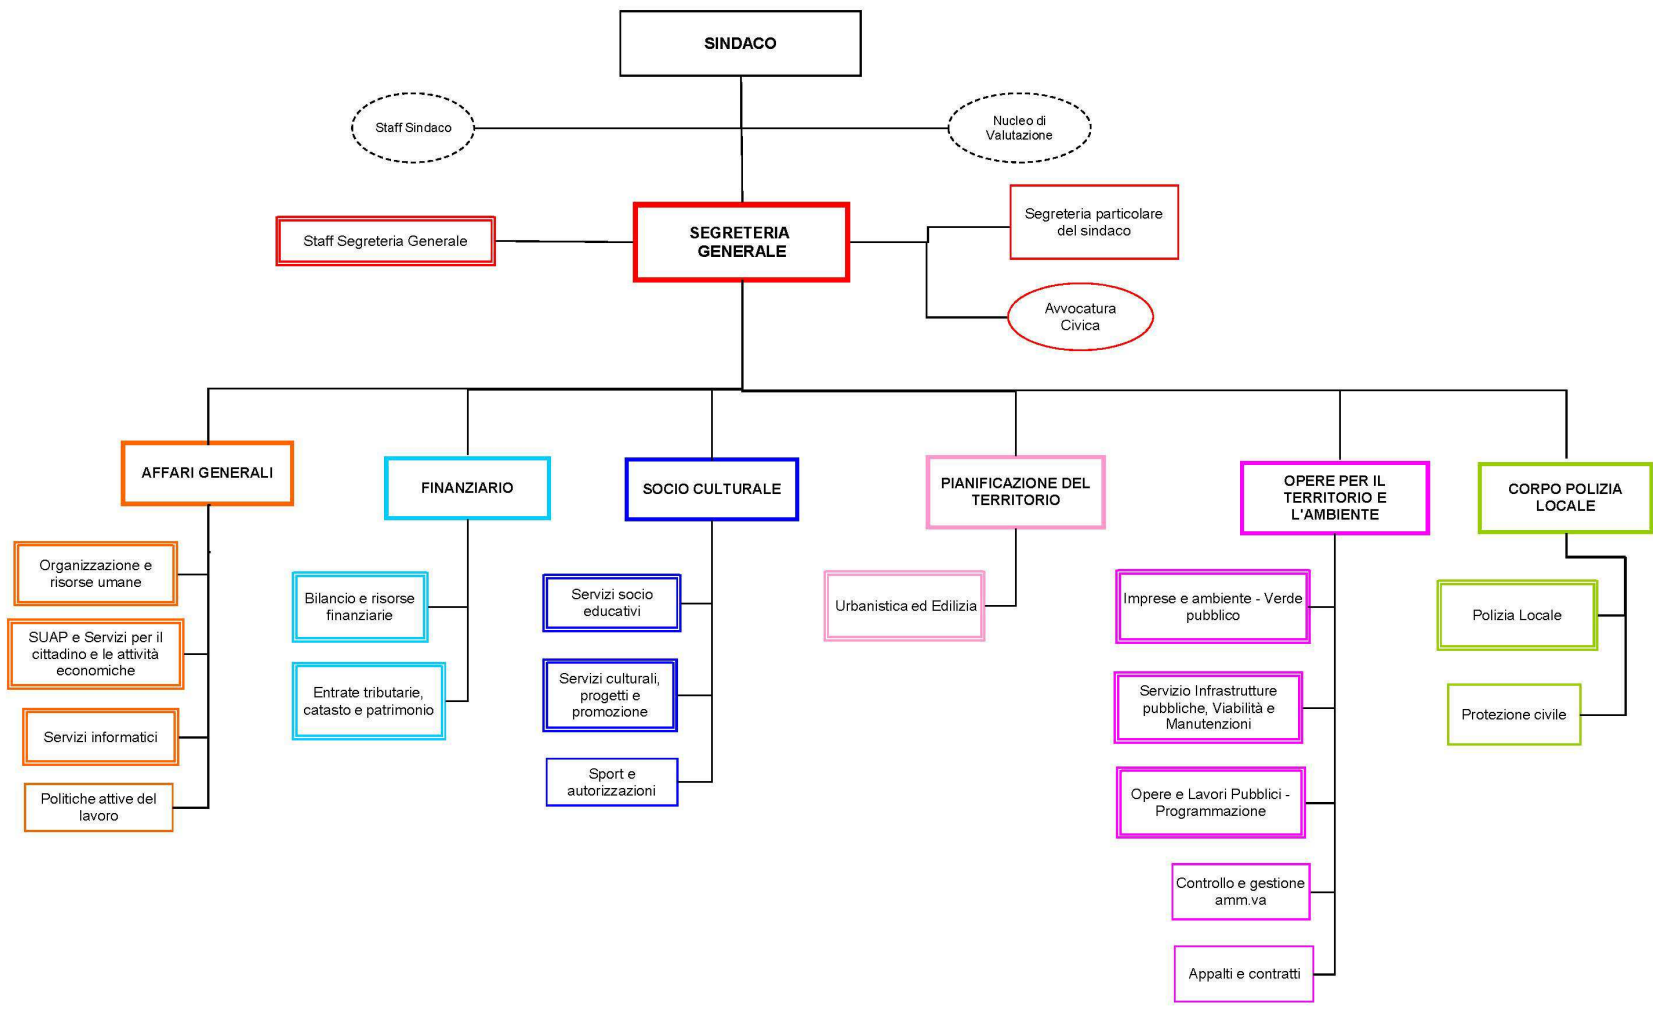 SINDACO
Staff Sindaco
Nucleo di
Valutazione
Staff Segreteria Generale
SEGRETERIA
GENERALE
Segreteria particolare
del sindaco
Avvocatura
Civica
AFFARI GENERALI
Organizzazione e
risorse umane
SUAP e Servizi per il
cittadino e le attività
economiche
Servizi informatici
Politiche attive del
lavoro
FINANZIARIO
Bilancio e risorse
finanziarie
Entrate tributarie,
catasto e patrimonio
SOCIO CULTURALE
Servizi socio
educativi
Servizi culturali,
progetti e
promozione
Sport e
autorizzazioni
PIANIFICAZIONE DEL
TERRITORIO
Urbanistica ed Edilizia
OPERE PER IL
TERRITORIO E
L'AMBIENTE
Imprese e ambiente - Verde
pubblico
Servizio Infrastrutture
pubbliche, Viabilità e
Manutenzioni
Opere e Lavori Pubblici -
Programmazione
Controllo e gestione
amm.va
Appalti e contratti
CORPO POLIZIA
LOCALE
Polizia Locale
Protezione civile